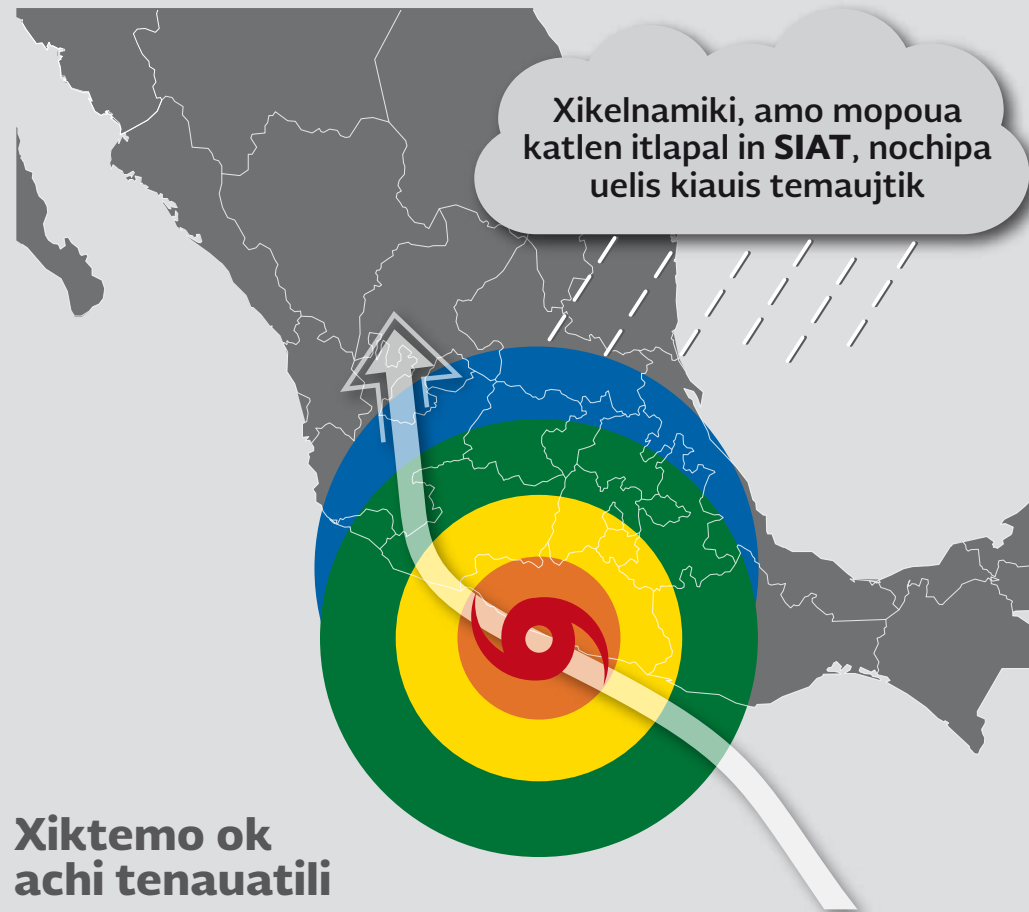 Xikelnamiki, amo mopoua
katlen itlapal in SIAT, nochipa
uelis kiauis temaujtik
Xiktemo ok
achi tenauatili